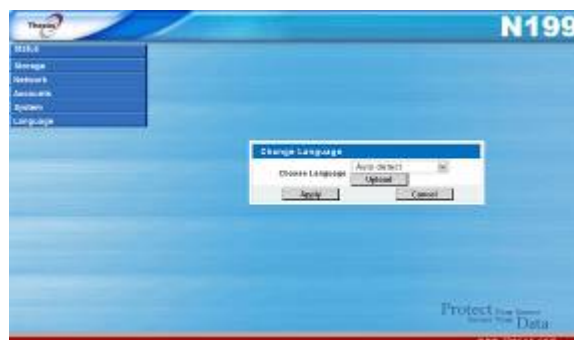 Thecus
N199
Status
Storage
Network
Accounts
System
Language
Change Language
Choose Language
Auto detect
Upload
Apply
Cancel
Protect
Data